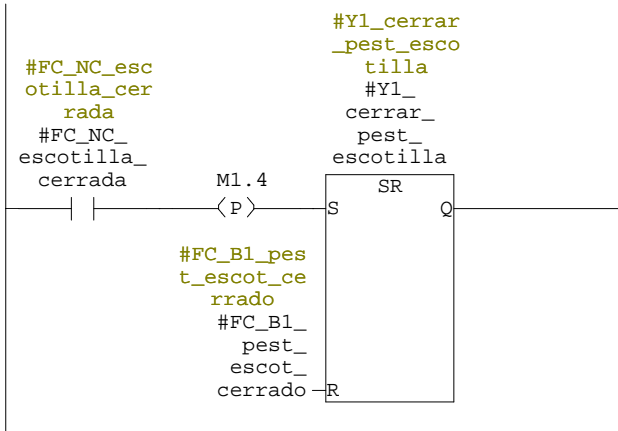 #Y1_cerrar
_pest_esco
tilla
#Y1_
cerrar_
pest_
escotilla
#FC_NC_esc
otilla_cer
rada
#FC_NC_
escotilla_
cerrada
M1.4
SR
P
S
Q
#FC_B1_pes
t_escot_ce
rrado
#FC_B1_
pest_
escot_
cerrado
R